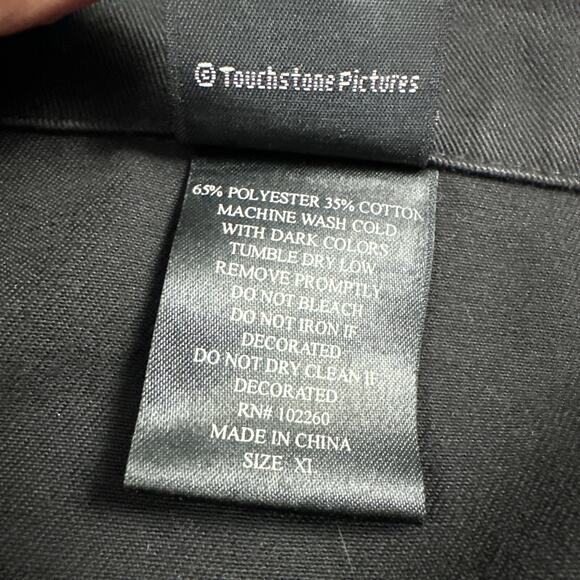 © Touchstone Pictures
65% POLYESTER 35% COTTON
MACHINE WASH COLD
WITH DARK COLORS
TUMBLE DRY LOW
REMOVE PROMPTLY
DO NOT BLEACH
DO NOT IRON IF
DECORATED
DO NOT DRY CLEAN IF
DECORATED
RN# 102260
MADE IN CHINA
SIZE XL